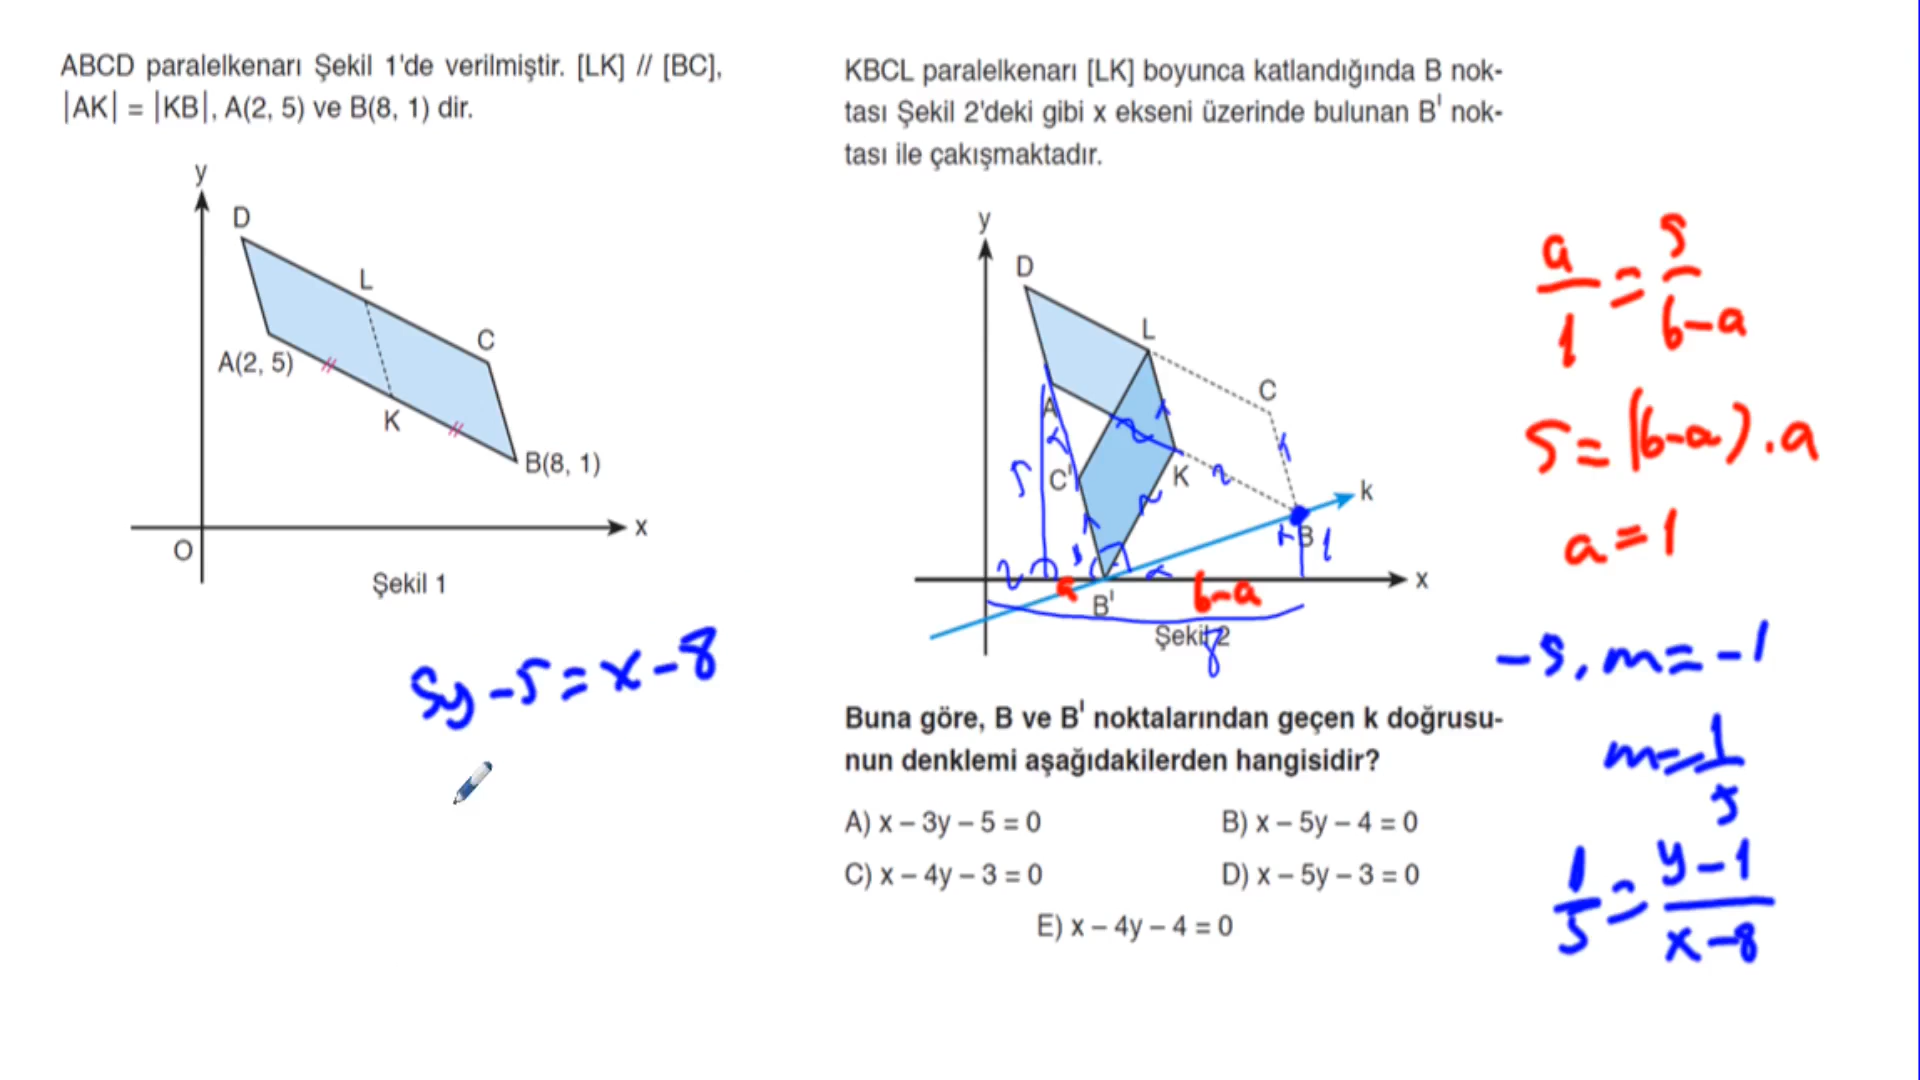 ABCD paralelkenarı Şekil 1'de verilmiştir. [LK] // [BC],
|AK| = |KB|, A(2, 5) ve B(8, 1) dir.
y
D
L
C
A(2, 5)
K
B(8, 1)
x
O
Şekil 1
5y-5=x-8
KBCL paralelkenarı [LK] boyunca katlandığında B nok-
tası Şekil 2'deki gibi x ekseni üzerinde bulunan B' nok-
tası ile çakışmaktadır.
y
D
L
C
A
5
C'
K
k
B
1
2
a
B'
6-a
x
Şekil 2
8
Buna göre, B ve B' noktalarından geçen k doğrusu-
nun denklemi aşağıdakilerden hangisidir?
A) x – 3y – 5 = 0
B) x – 5y – 4 = 0
C) x – 4y – 3 = 0
D) x – 5y – 3 = 0
E) x – 4y – 4 = 0
a/1 = 5/6-a
5=(6-a).a
a=1
-5.m=-1
m=1/5
1/5 = y-1/x-8